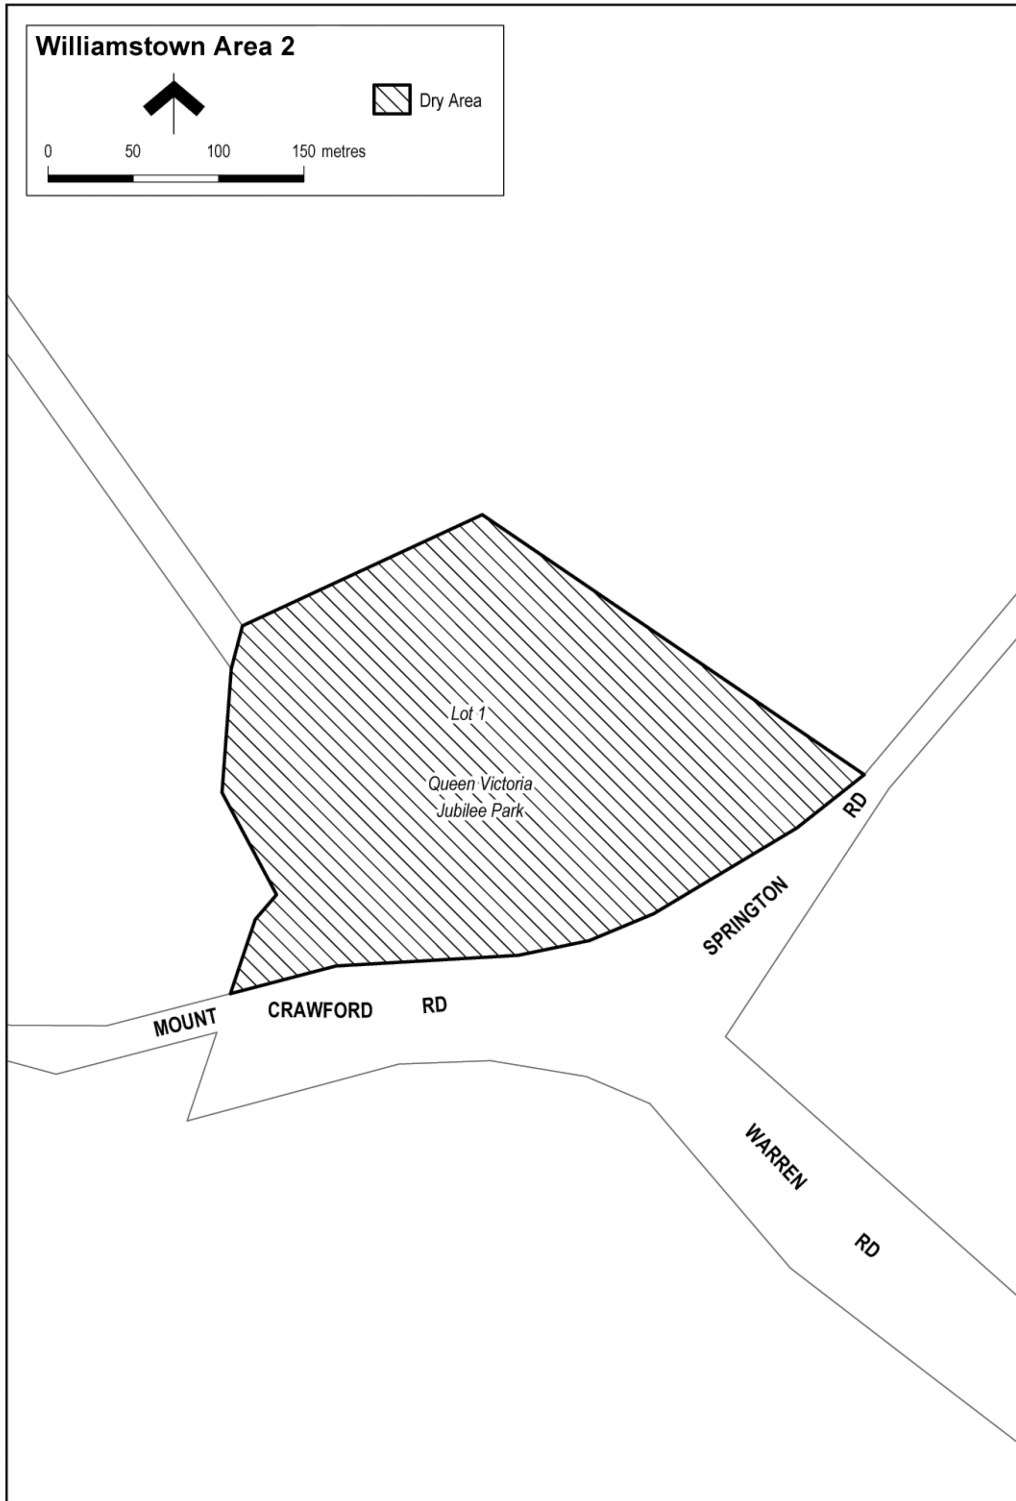 Williamstown Area 2
Dry Area
0 50 100 150 metres
Lot 1
Queen Victoria
Jubilee Park
RD
SPRINGTON
MOUNT CRAWFORD RD
WARREN
RD